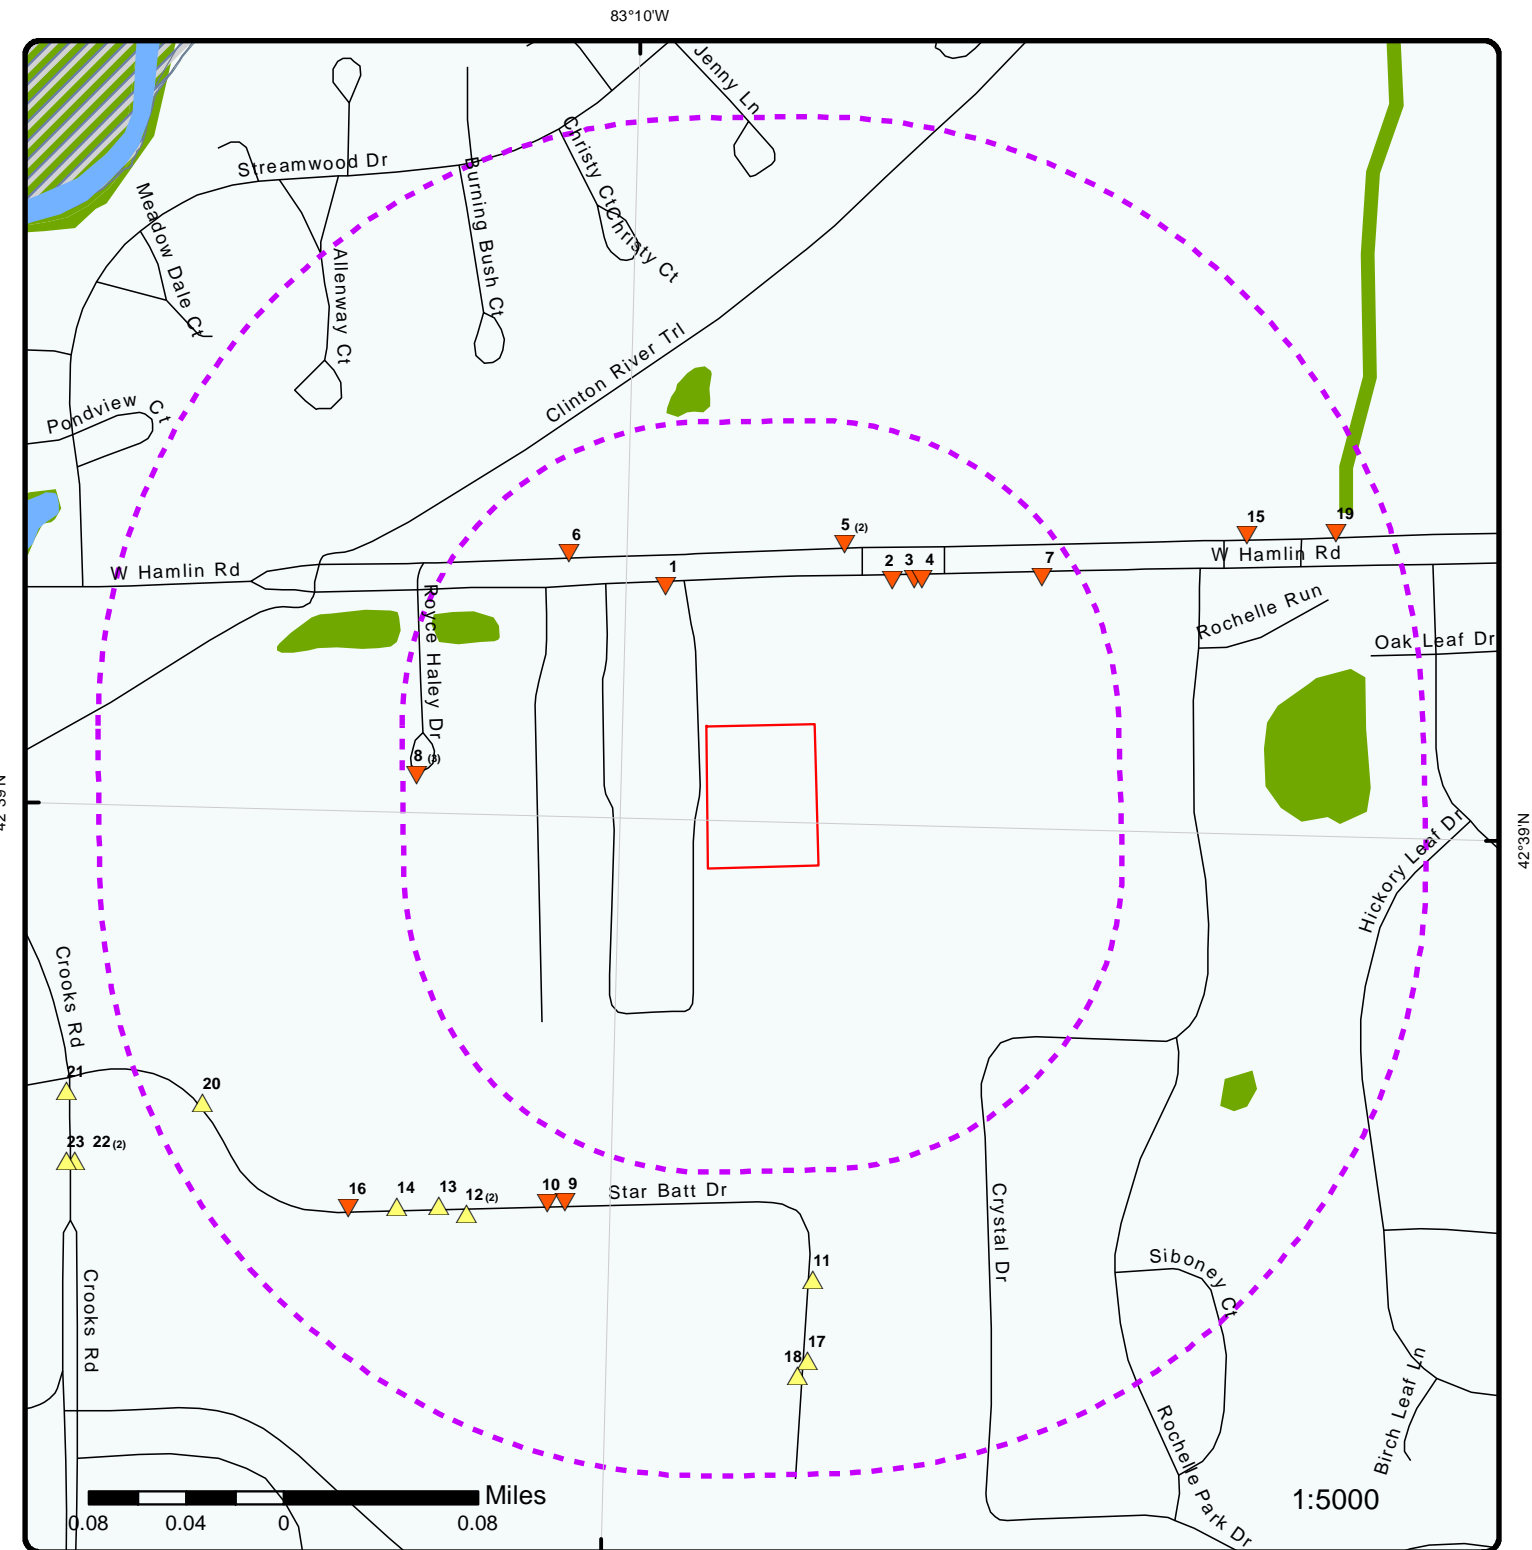 83°10'W
Jenny Ln
Christy Ct
Streamwood Dr
Burning Bush Ct
Meadow Dale Ct
Christy Ct
Allenway Ct
Clinton River Trl
Pondview Ct
5 (2)
15
19
6
W Hamlin Rd
2
3
4
7
1
W Hamlin Rd
Royce Haley Dr
Rochelle Run
Oak Leaf Dr
8 (3)
42°39'N
42°39'N
Hickory Leaf Dr
Crooks Rd
21
20
23
22 (2)
16
14
13
12 (2)
10
9
Star Batt Dr
Crystal Dr
11
Siboney Ct
Crooks Rd
17
18
Birch Leaf Ln
Rochelle Park Dr
Miles
1:5000
0.08
0.04
0
0.08